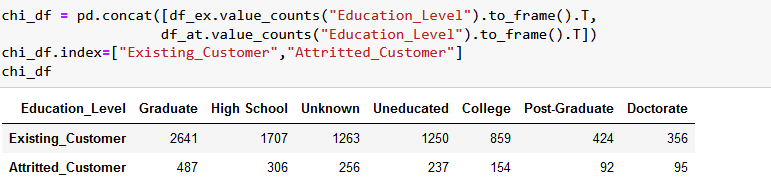 chi_df = pd.concat([df_ex.value_counts("Education_Level").to_frame().T,
df_at.value_counts("Education_Level").to_frame().T])
chi_df.index=["Existing_Customer","Attritted_Customer"]
chi_df
Education_Level Graduate High School Unknown Uneducated College Post-Graduate Doctorate
Existing_Customer 2641 1707 1263 1250 859 424 356
Attritted_Customer 487 306 256 237 154 92 95